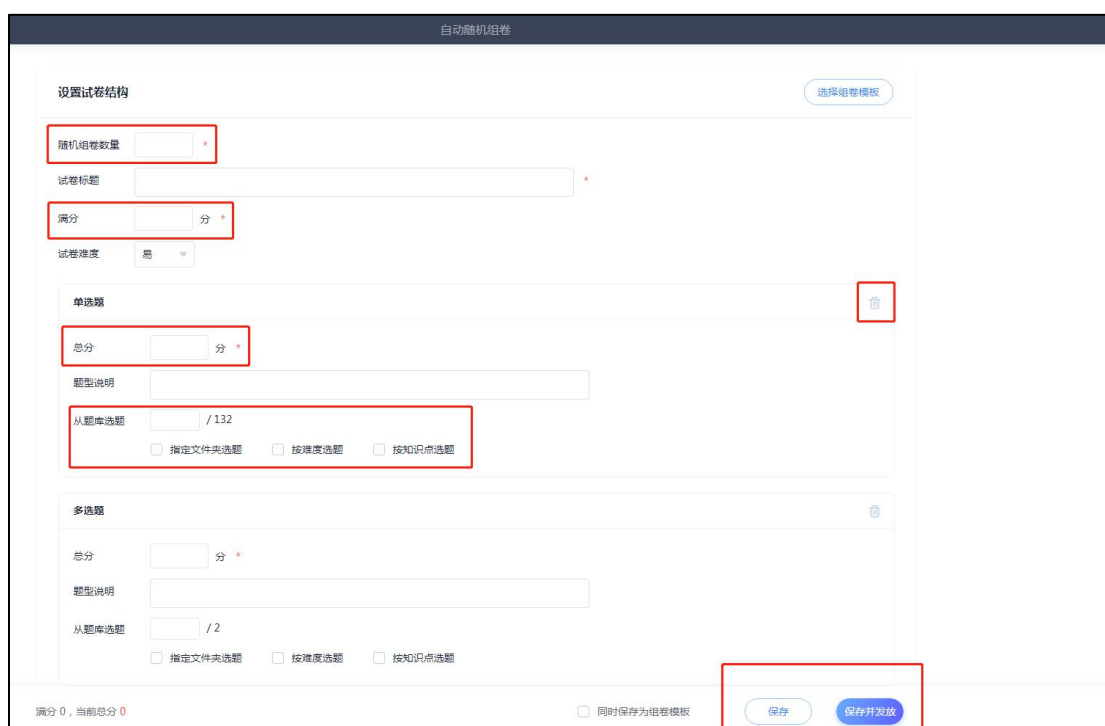 自动随机组卷
设置试卷结构 选择组卷模板
随机组卷数量 *
试卷标题 *
满分 分 *
试卷难度 易
单选题
总分 分 *
题型说明
从题库选题 / 132
指定文件夹选题 按难度选题 按知识点选题
多选题
总分 分 *
题型说明
从题库选题 / 2
指定文件夹选题 按难度选题 按知识点选题
满分 0 , 当前总分 0 同时保存为组卷模板 保存 保存并发放